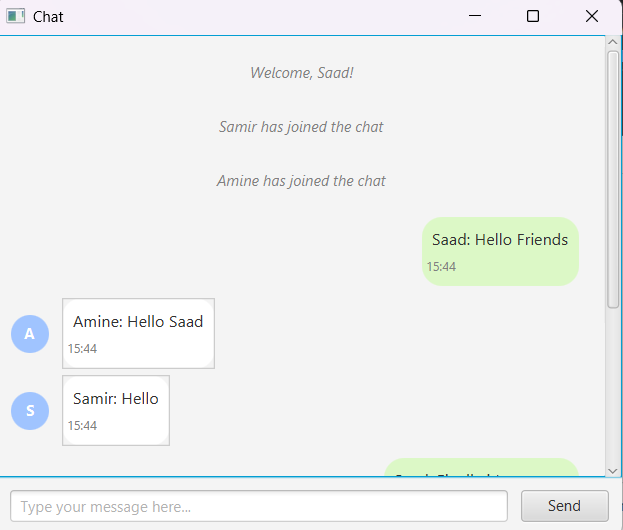 Chat
Welcome, Saad!
Samir has joined the chat
Amine has joined the chat
Saad: Hello Friends
15:44
A
Amine: Hello Saad
15:44
S
Samir: Hello
15:44
Type your message here...
Send